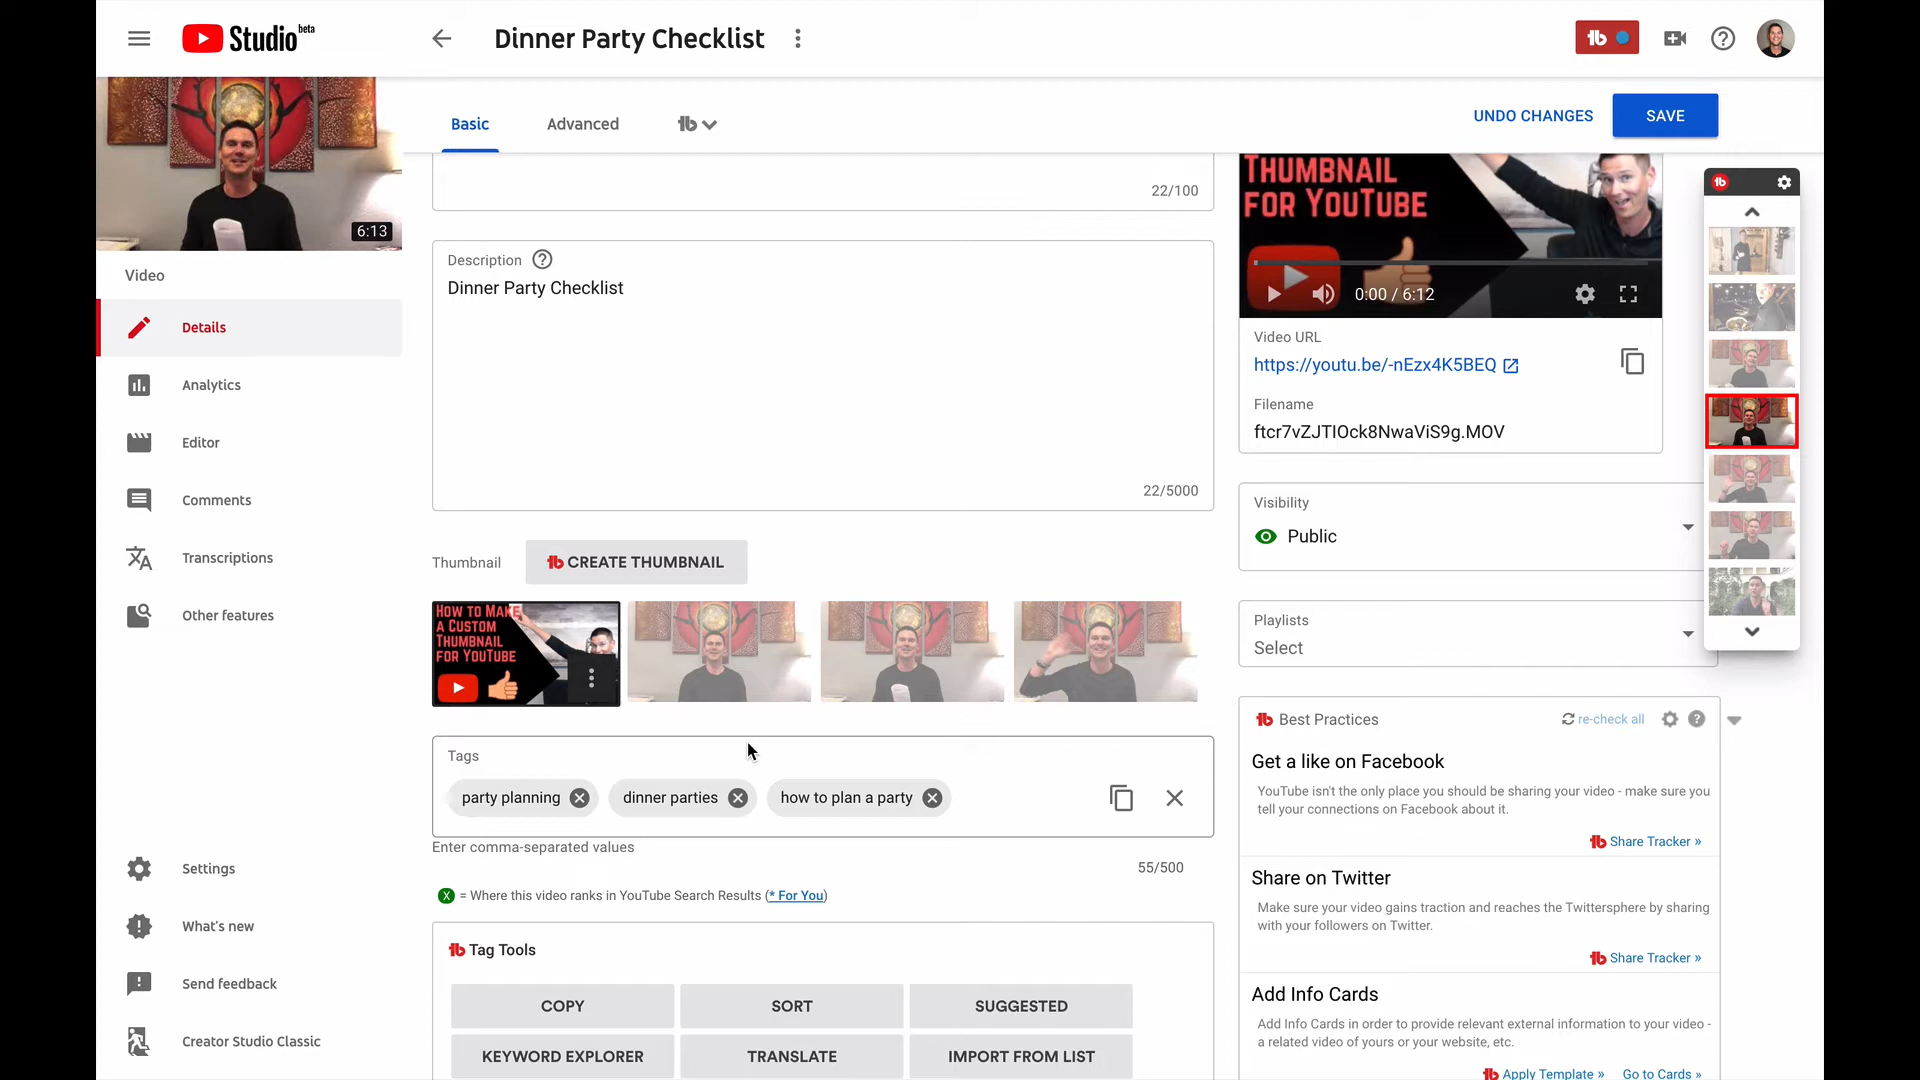 Studio beta
Dinner Party Checklist
Basic
Advanced
UNDO CHANGES
SAVE
6:13
Video
Details
Analytics
Editor
Comments
Transcriptions
Other features
Settings
What's new
Send feedback
Creator Studio Classic
22/100
Description
Dinner Party Checklist
22/5000
Thumbnail
CREATE THUMBNAIL
HOW TO MAKE
A CUSTOM
THUMBNAIL
FOR YOUTUBE
Tags
party planning
dinner parties
how to plan a party
Enter comma-separated values
55/500
X = Where this video ranks in YouTube Search Results (* For You)
Tag Tools
COPY
SORT
SUGGESTED
KEYWORD EXPLORER
TRANSLATE
IMPORT FROM LIST
THUMBNAIL
FOR YOUTUBE
0:00 / 6:12
Video URL
https://youtu.be/-nEzx4K5BEQ
Filename
ftcr7vZJTIOck8NwaViS9g.MOV
Visibility
Public
Playlists
Select
Best Practices
re-check all
Get a like on Facebook
YouTube isn't the only place you should be sharing your video - make sure you
tell your connections on Facebook about it.
Share Tracker »
Share on Twitter
Make sure your video gains traction and reaches the Twittersphere by sharing
with your followers on Twitter.
Share Tracker »
Add Info Cards
Add Info Cards in order to provide relevant external information to your video -
a related video of yours or your website, etc.
Apply Template » Go to Cards »